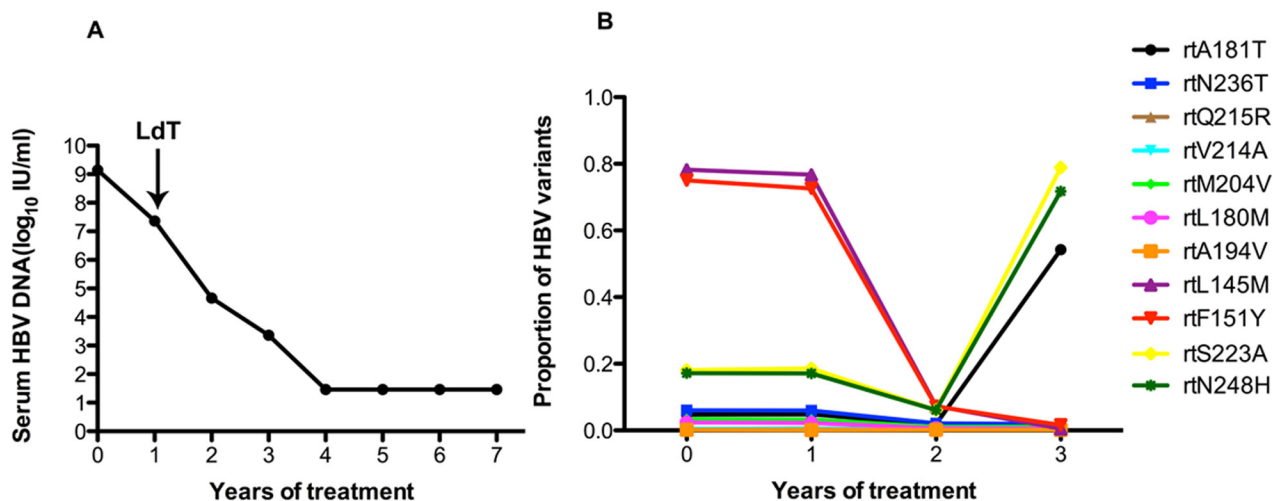 A
LdT
Serum HBV DNA(log10 IU/ml)
10
9
8
7
6
5
4
3
2
1
0
0 1 2 3 4 5 6 7
Years of treatment
B
Proportion of HBV variants
1.0
0.8
0.6
0.4
0.2
0.0
0 1 2 3
Years of treatment
rtA181T
rtN236T
rtQ215R
rtV214A
rtM204V
rtL180M
rtA194V
rtL145M
rtF151Y
rtS223A
rtN248H